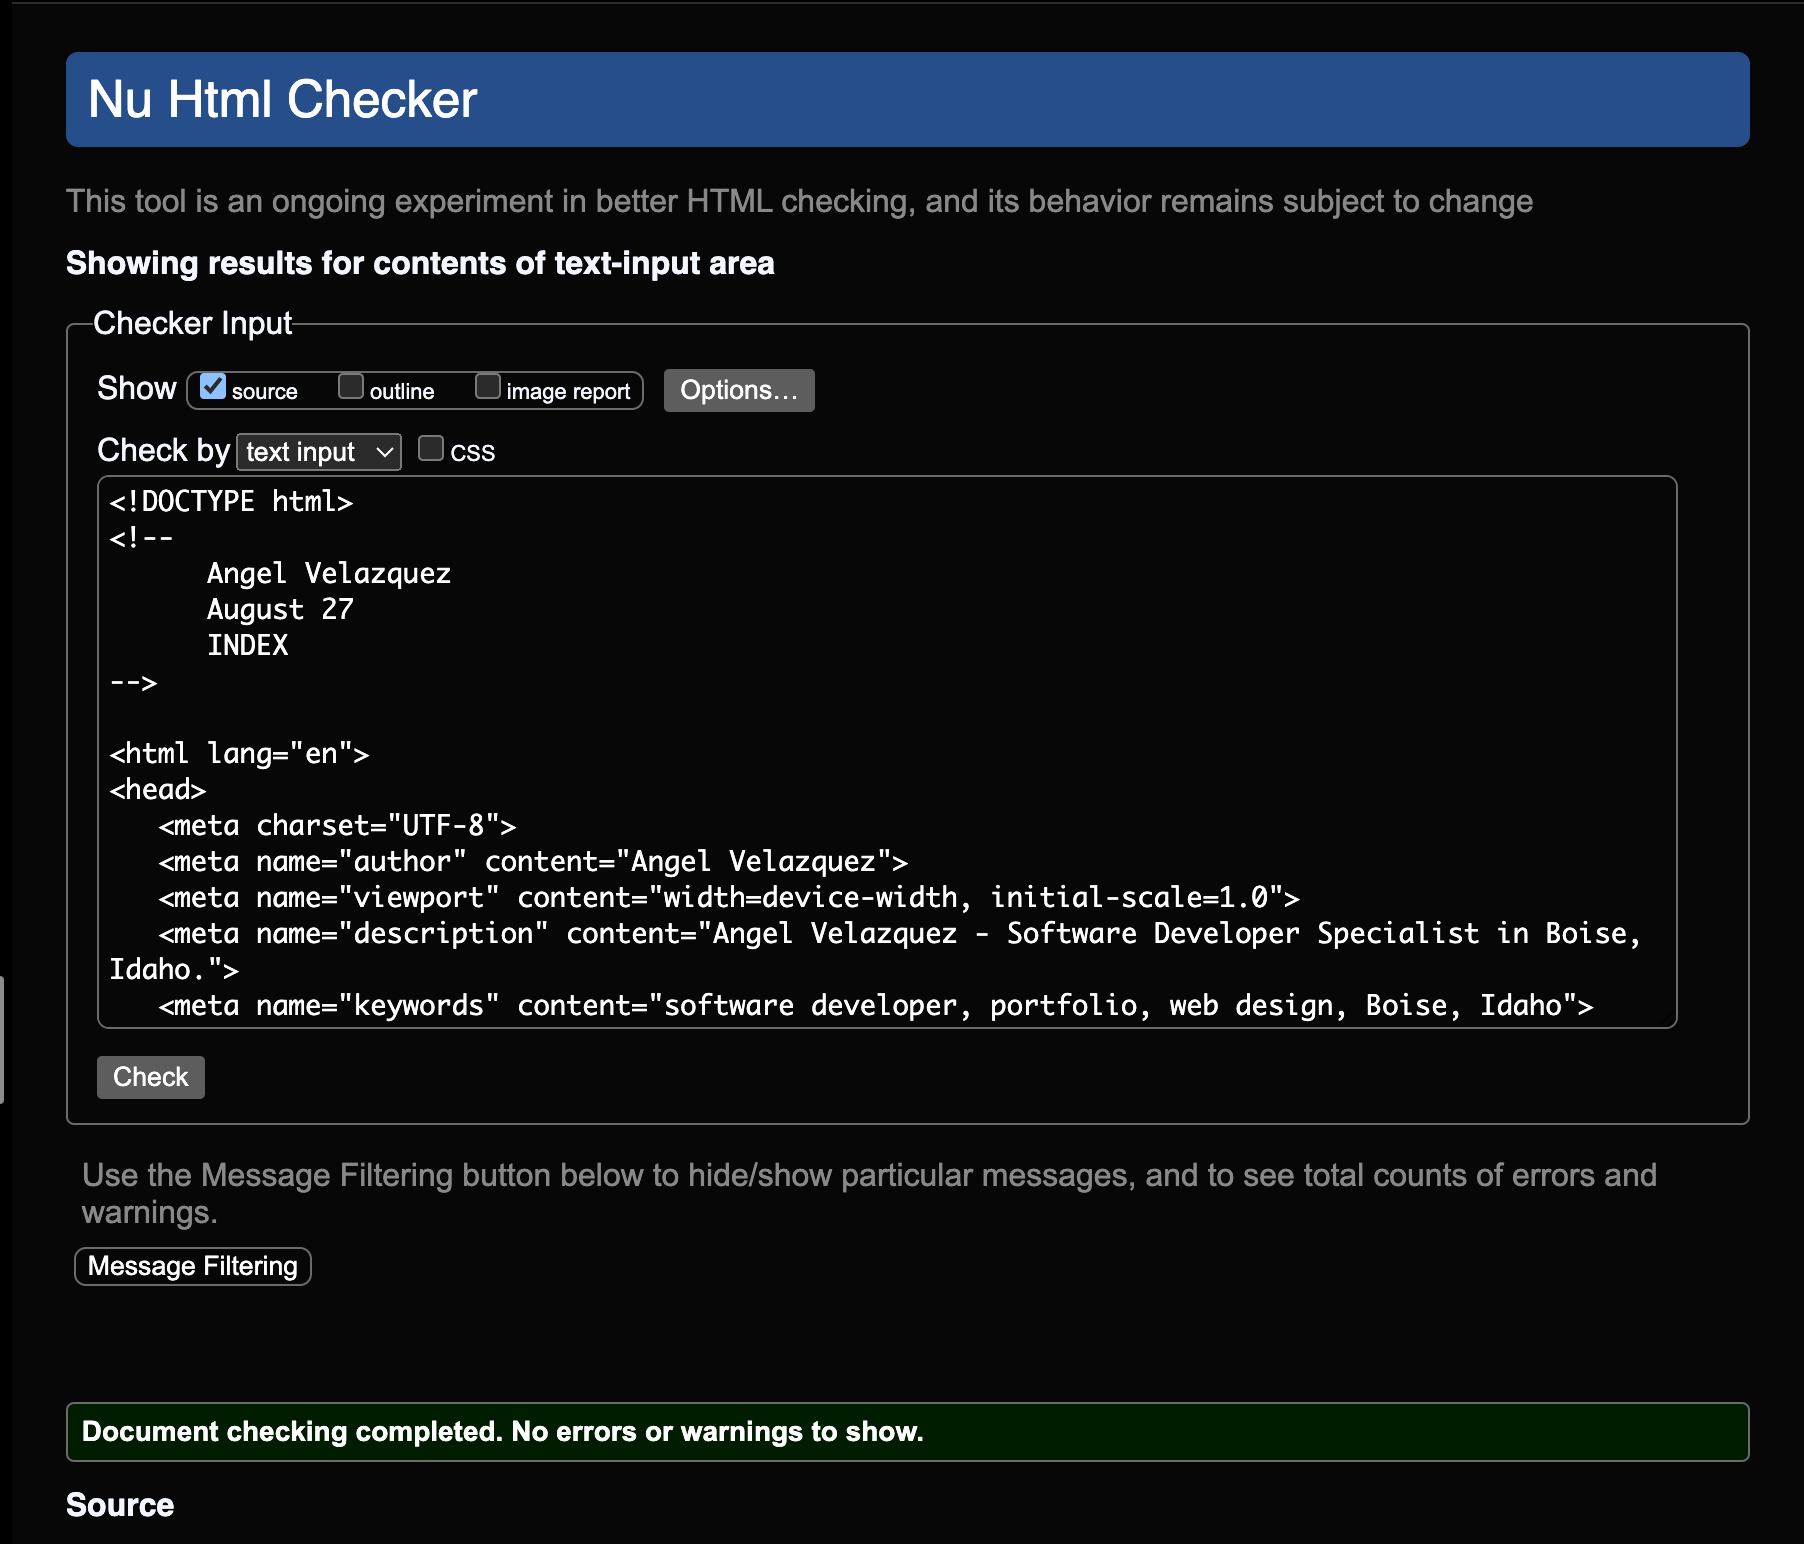 Nu Html Checker
This tool is an ongoing experiment in better HTML checking, and its behavior remains subject to change
Showing results for contents of text-input area
Checker Input
Show source outline image report Options...
Check by text input css
<!DOCTYPE html>
<!--
      Angel Velazquez
      August 27
      INDEX
-->
<html lang="en">
<head>
   <meta charset="UTF-8">
   <meta name="author" content="Angel Velazquez">
   <meta name="viewport" content="width=device-width, initial-scale=1.0">
   <meta name="description" content="Angel Velazquez - Software Developer Specialist in Boise,
Idaho.">
   <meta name="keywords" content="software developer, portfolio, web design, Boise, Idaho">
Check
Use the Message Filtering button below to hide/show particular messages, and to see total counts of errors and
warnings.
Message Filtering
Document checking completed. No errors or warnings to show.
Source